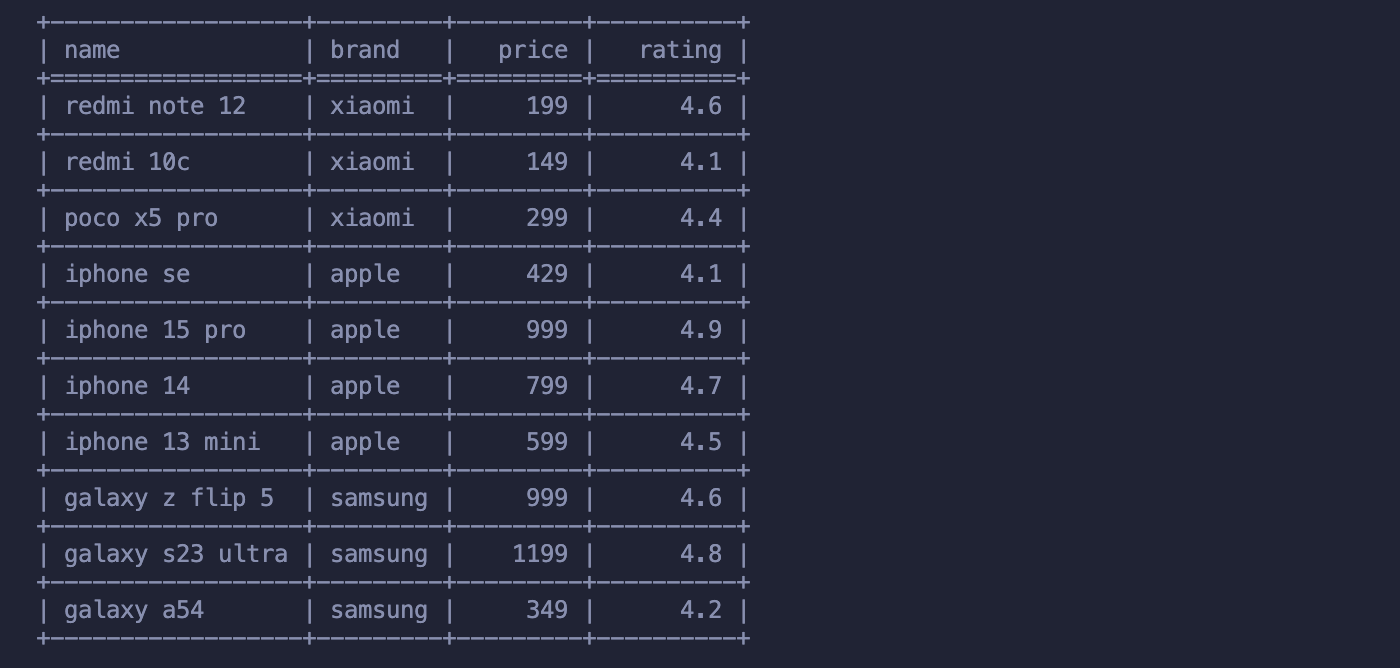 +------------------+---------+---------+----------+
| name             | brand   |   price |   rating |
+==================+=========+=========+==========+
| redmi note 12    | xiaomi  |     199 |      4.6 |
+------------------+---------+---------+----------+
| redmi 10c        | xiaomi  |     149 |      4.1 |
+------------------+---------+---------+----------+
| poco x5 pro      | xiaomi  |     299 |      4.4 |
+------------------+---------+---------+----------+
| iphone se        | apple   |     429 |      4.1 |
+------------------+---------+---------+----------+
| iphone 15 pro    | apple   |     999 |      4.9 |
+------------------+---------+---------+----------+
| iphone 14        | apple   |     799 |      4.7 |
+------------------+---------+---------+----------+
| iphone 13 mini   | apple   |     599 |      4.5 |
+------------------+---------+---------+----------+
| galaxy z flip 5  | samsung |     999 |      4.6 |
+------------------+---------+---------+----------+
| galaxy s23 ultra | samsung |    1199 |      4.8 |
+------------------+---------+---------+----------+
| galaxy a54       | samsung |     349 |      4.2 |
+------------------+---------+---------+----------+